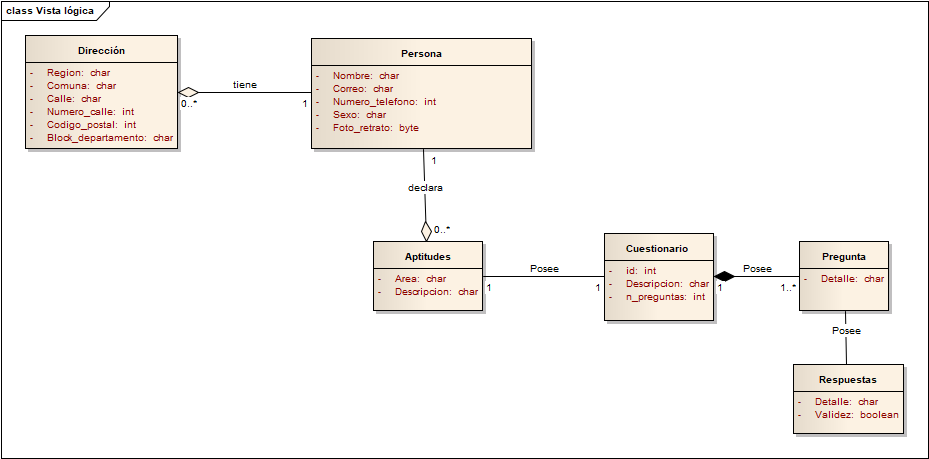 class Vista lógica
Dirección
- Region: char
- Comuna: char
- Calle: char
- Numero_calle: int
- Codigo_postal: int
- Block_departamento: char
0..*
tiene
1
Persona
- Nombre: char
- Correo: char
- Numero_telefono: int
- Sexo: char
- Foto_retrato: byte
1
declara
0..*
Aptitudes
- Area: char
- Descripcion: char
1
Posee
1
Cuestionario
- id: int
- Descripcion: char
- n_preguntas: int
1
Posee
1..*
Pregunta
- Detalle: char
Posee
Respuestas
- Detalle: char
- Validez: boolean